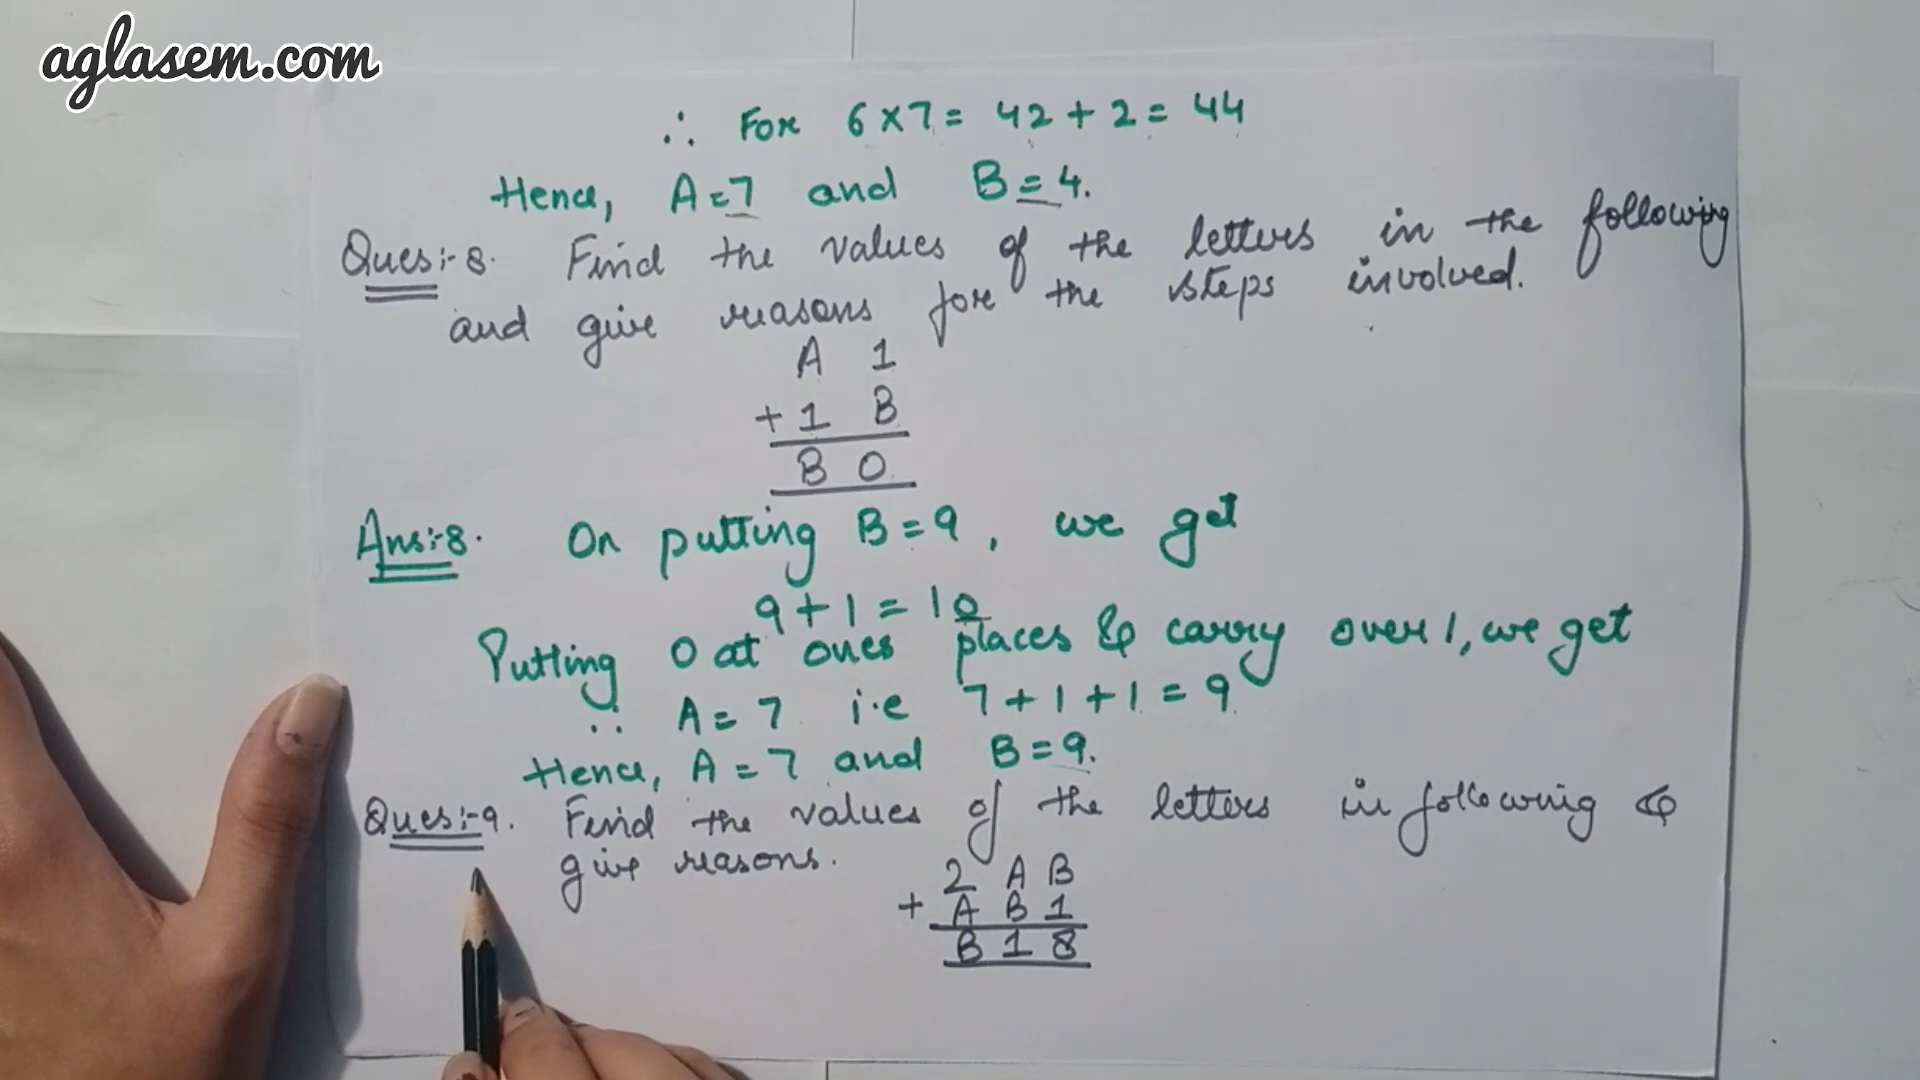 aglasem.com
∴ For 6×7= 42+2= 44
Hence, A=7 and B=4.
Ques:-8. Find the values of the letters in the following
and give reasons for the steps involved.
A 1
+ 1 B
B 0
Ans:-8. On putting B=9, we get
9+1=10
Putting 0 at ones places & carry over 1, we get
∴ A=7 i.e 7+1+1=9
Hence, A=7 and B=9.
Ques:-9. Find the values of the letters in following &
give reasons.
2 A B
+ A B 1
B 1 8